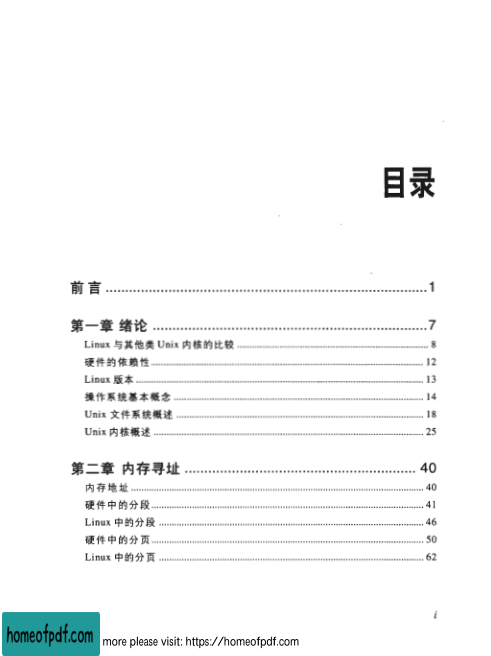 目录
前言 1
第一章 绪论 7
Linux 与其他类 Unix 内核的比较 8
硬件的依赖性 12
Linux 版本 13
操作系统基本概念 14
Unix 文件系统概述 18
Unix 内核概述 25
第二章 内存寻址 40
内存地址 40
硬件中的分段 41
Linux 中的分段 46
硬件中的分页 50
Linux 中的分页 62
i
homeofpdf.com more please visit: https://homeofpdf.com